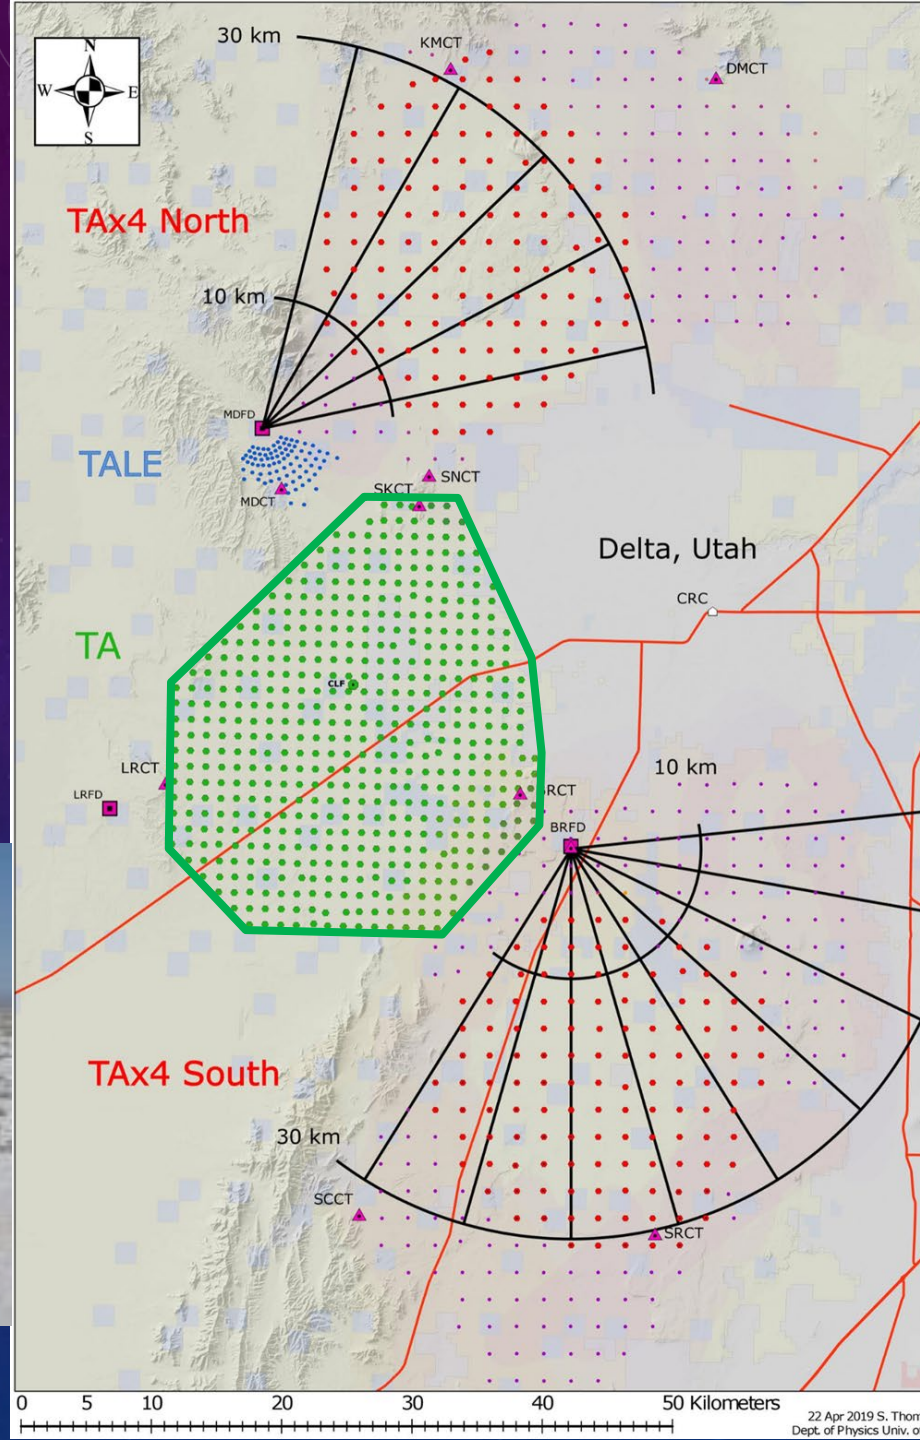 30 km
KMCT
DMCT
N
W
E
S
TAx4 North
10 km
MDFD
TALE
SNCT
SKCT
MDCT
Delta, Utah
CRC
TA
CLF
LRCT
10 km
LRFD
RCT
BRFD
TAx4 South
30 km
SCCT
SRCT
0 5 10 20 30 40 50 Kilometers
22 Apr 2019 S. Thom
Dept. of Physics Univ. o